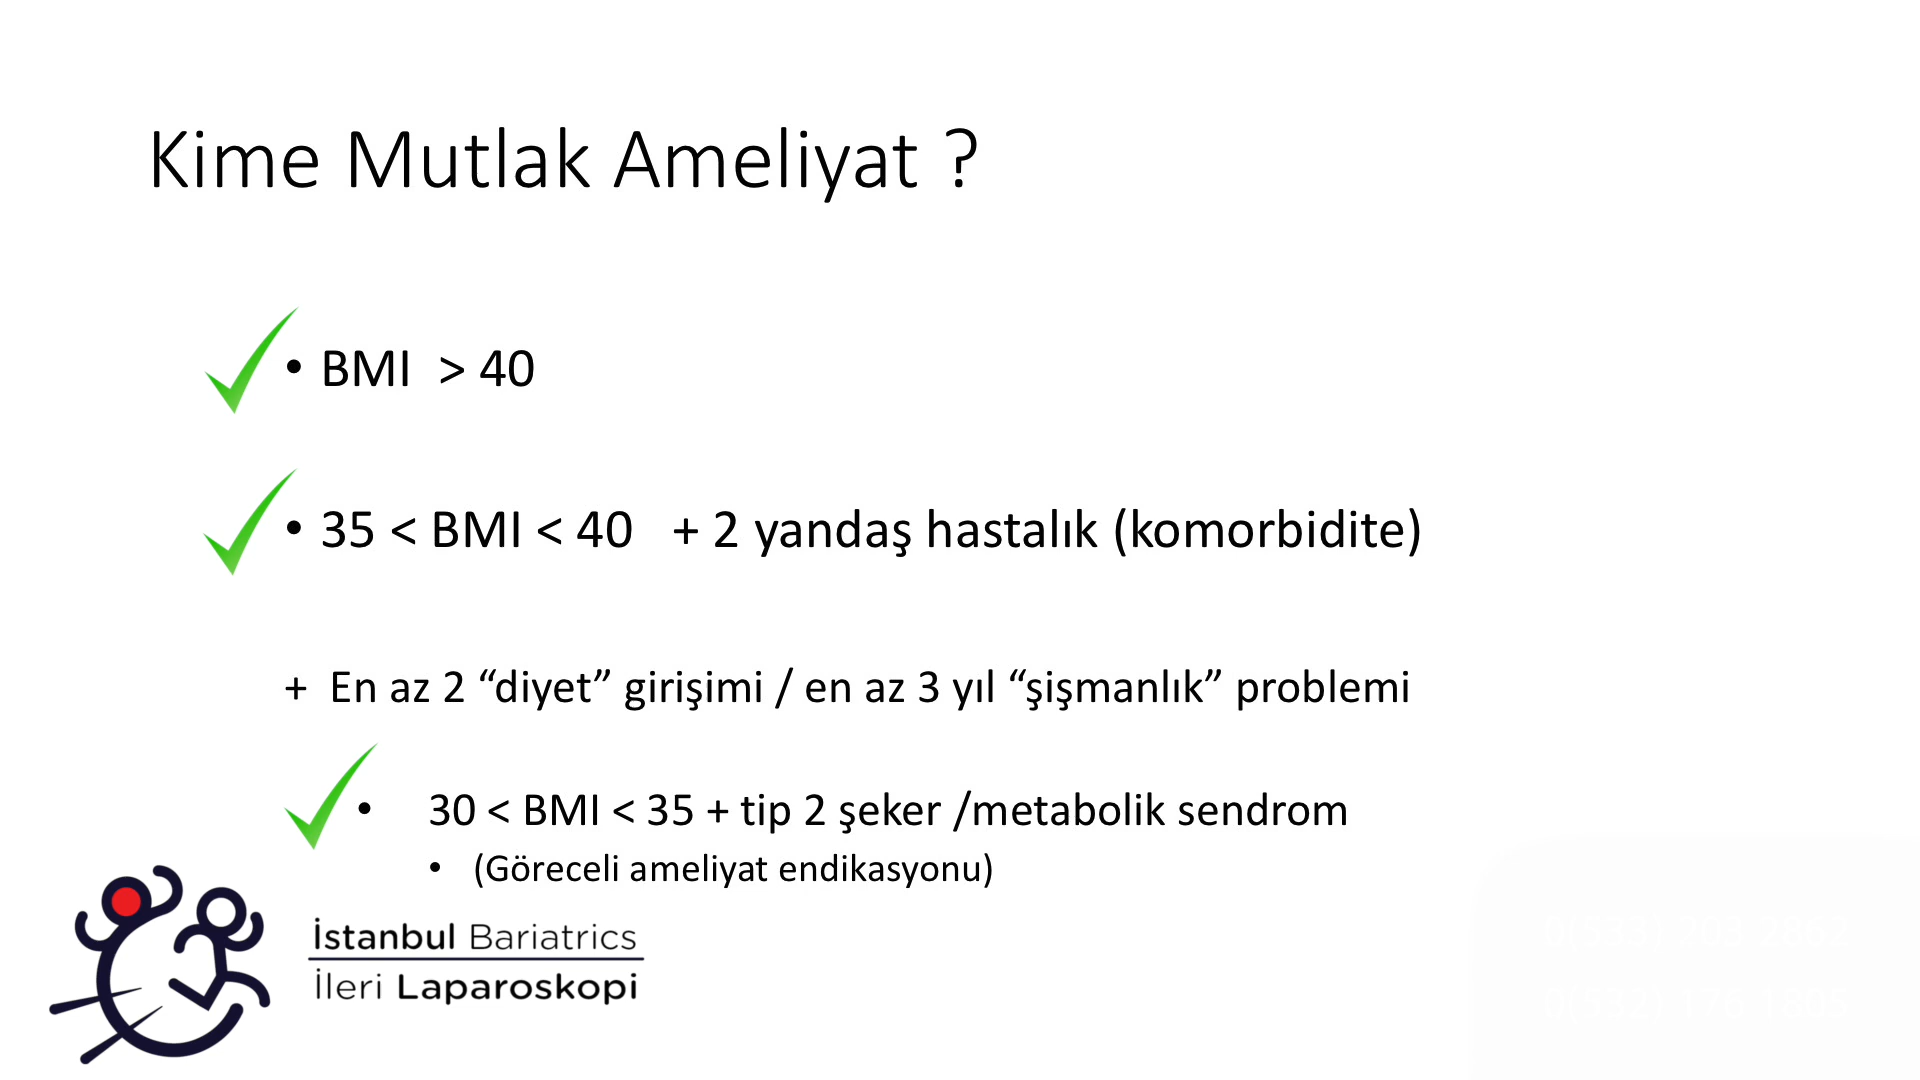 Kime Mutlak Ameliyat ?
• BMI > 40
• 35 < BMI < 40 + 2 yandaş hastalık (komorbidite)
+ En az 2 “diyet” girişimi / en az 3 yıl “şişmanlık” problemi
• 30 < BMI < 35 + tip 2 şeker /metabolik sendrom
• (Göreceli ameliyat endikasyonu)
İstanbul Bariatrics
İleri Laparoskopi